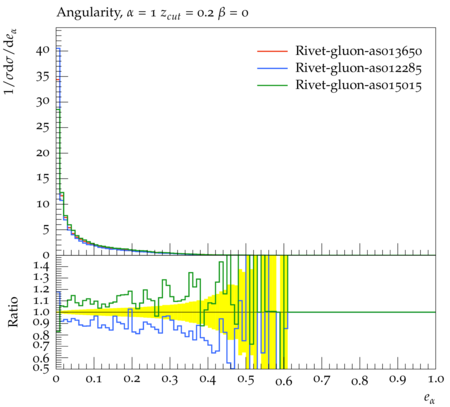 Angularity, α = 1 z_cut = 0.2 β = 0
1/σdσ/de_α
40
35
30
25
20
15
10
5
0
Rivet-gluon-as013650
Rivet-gluon-as012285
Rivet-gluon-as015015
Ratio
1.4
1.3
1.2
1.1
1.0
0.9
0.8
0.7
0.6
0.5
0 0.1 0.2 0.3 0.4 0.5 0.6 0.7 0.8 0.9 1.0
e_α